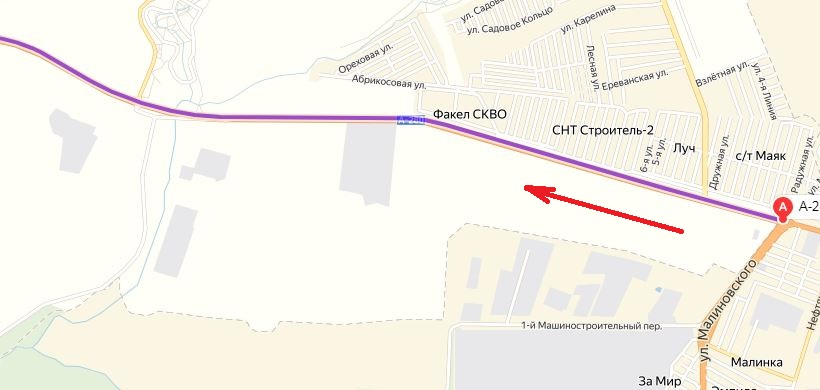 ул. Садовое Кольцо
ул. Карелина
Ореховая ул.
Лесная ул.
Абрикосовая ул.
Ереванская ул.
Взлётная ул.
ул. 4-я Линия
Факел СКВО
СНТ Строитель-2
6-я ул.
5-я ул.
Луч
Дружная ул.
с/т Маяк
Радужная ул.
А
А-2
ул. Малиновского
1-й Машиностроительный пер.
Малинка
За Мир